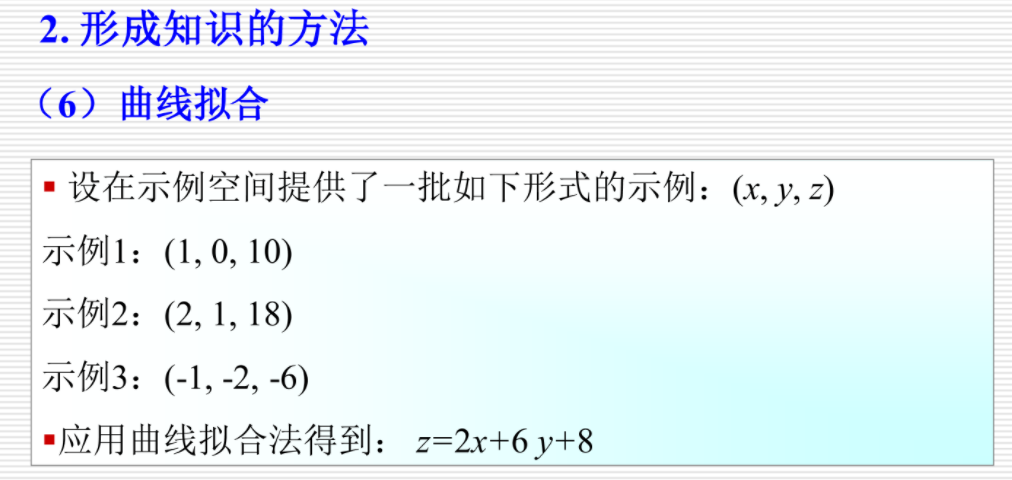 2. 形成知识的方法
（6）曲线拟合
▪ 设在示例空间提供了一批如下形式的示例：(x, y, z)
示例1：(1, 0, 10)
示例2：(2, 1, 18)
示例3：(-1, -2, -6)
▪应用曲线拟合法得到： z=2x+6 y+8